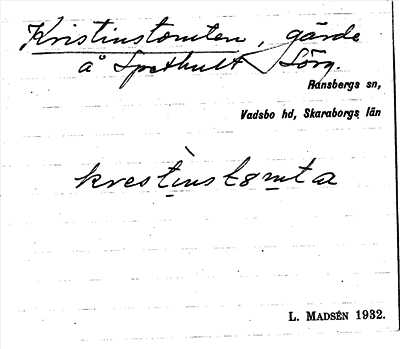 Kristinstomten, gärde
å Spethult Sörg.
Ransbergs sn,
Vadsbo hd, Skaraborgs län
krestinstomta
L. MADSÉN 1932.